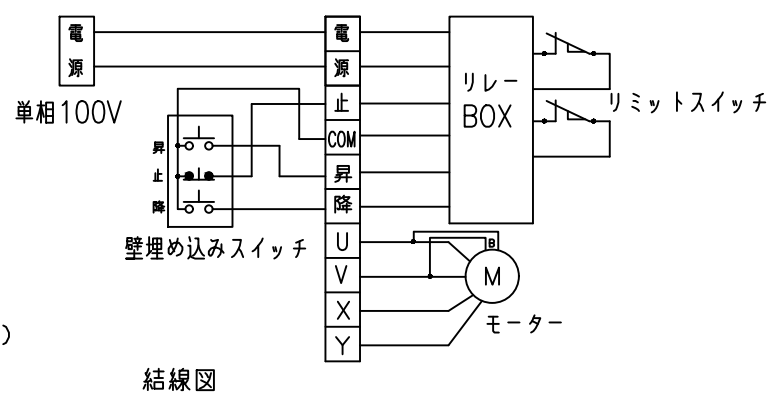 電
源
単相100V
昇
止
降
壁埋め込みスイッチ
電
源
止
COM
昇
降
U
V
X
Y
リレー
BOX
リミットスイッチ
B
M
モーター
)
結線図